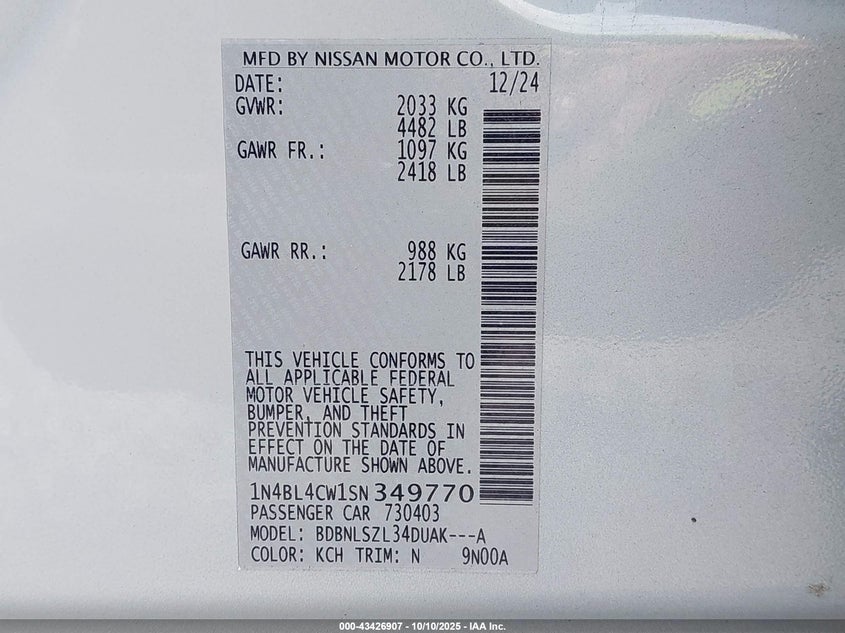 MFD BY NISSAN MOTOR CO., LTD.
DATE: 12/24
GVWR: 2033 KG
4482 LB
GAWR FR.: 1097 KG
2418 LB
GAWR RR.: 988 KG
2178 LB
THIS VEHICLE CONFORMS TO
ALL APPLICABLE FEDERAL
MOTOR VEHICLE SAFETY,
BUMPER, AND THEFT
PREVENTION STANDARDS IN
EFFECT ON THE DATE OF
MANUFACTURE SHOWN ABOVE.
1N4BL4CW1SN349770
PASSENGER CAR 730403
MODEL: BDBNLSZL34DUAK---A
COLOR: KCH TRIM: N 9N00A
000-43426907 - 10/10/2025 - IAA Inc.